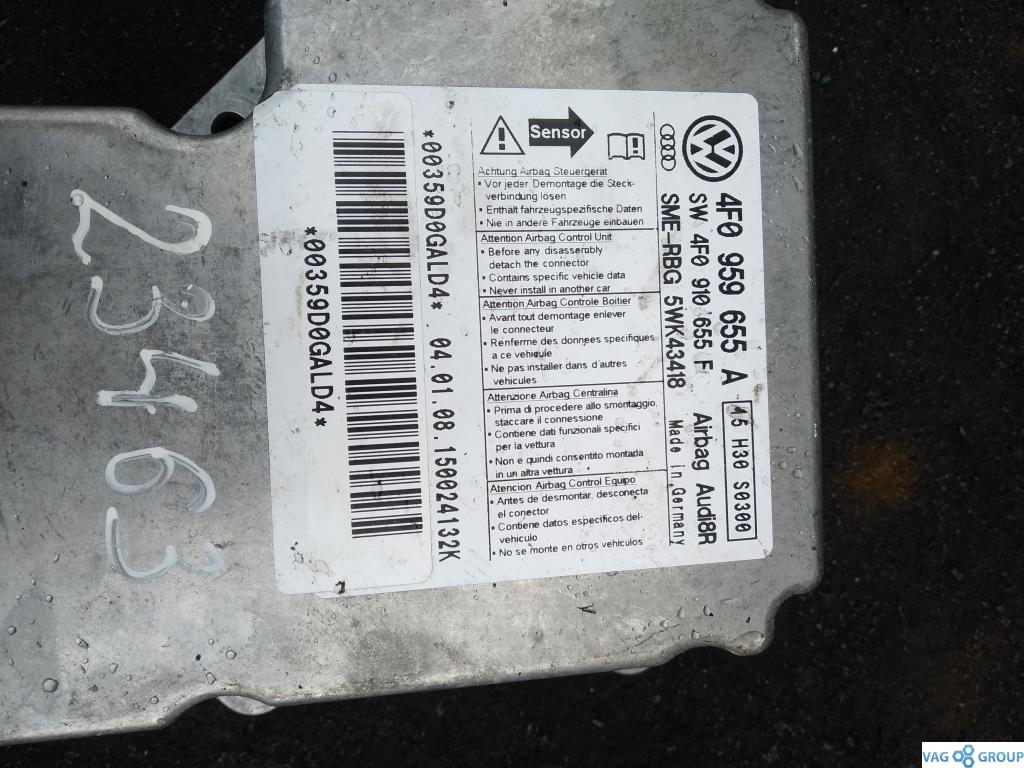 4F0 959 655 A
15 H30 S0300
SW 4F0 910 655 F
Airbag Audi8R
SME-RBG 5WK43418
Made in Germany
Sensor
Achtung Airbag Steuergerät
• Vor jeder Demontage die Steck-
verbindung lösen
• Enthält fahrzeugspezifische Daten
• Nie in andere Fahrzeuge einbauen
Attention Airbag Control Unit
• Before any disassembly
detach the connector
• Contains specific vehicle data
• Never install in another car
Attention Airbag Controle Boitier
• Avant tout demontage enlever
le connecteur
• Renferme des donnees specifiques
a ce vehicule
• Ne pas installer dans d'autres
vehicules
Attenzione Airbag Centralina
• Prima di procedere allo smontaggio,
staccare il connessione
• Contiene dati funzionali specifici
per la vettura
• Non e quindi consentito montada
in un altra vettura
Atencion Airbag Control Equipo
• Antes de desmontar, desconecta
el conector
• Contiene datos especificos del
vehiculo
• No se monte en otros vehiculos
*00359D0GALD4* 04.01.08.150024132K
*00359D0GALD4*
23463
VAG GROUP